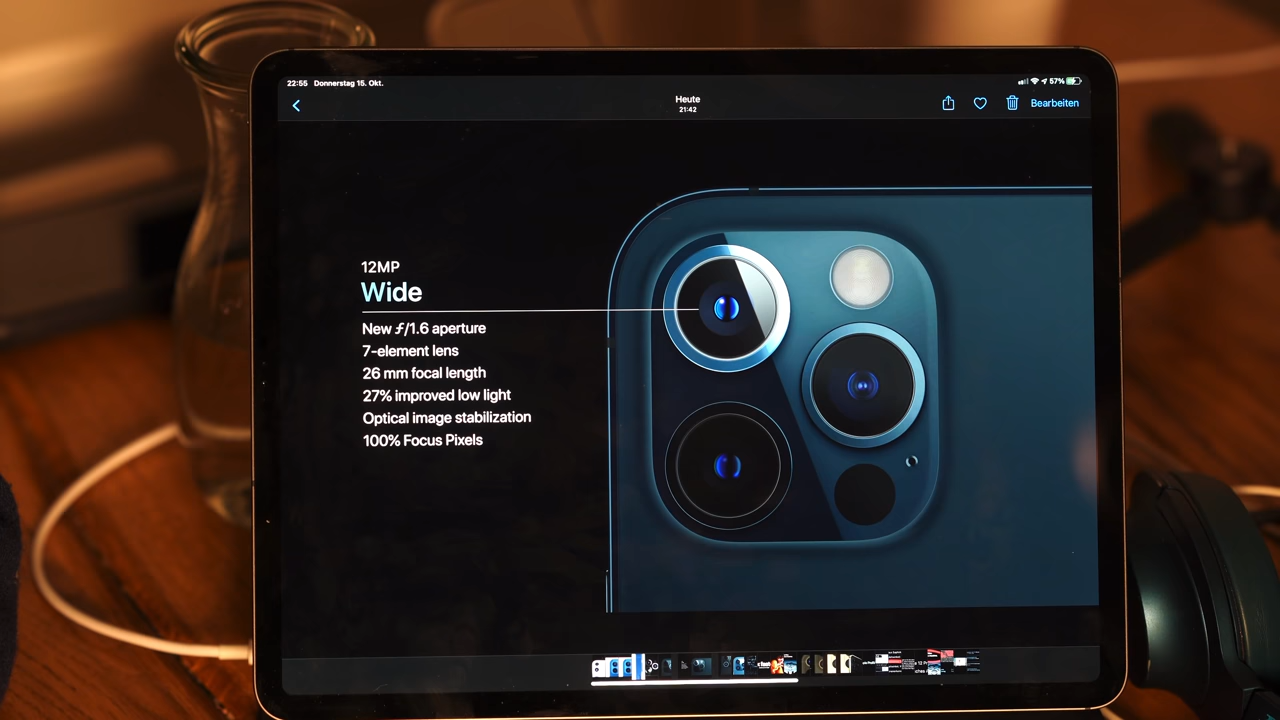 22:55 Donnerstag 15. Okt.
57%
Heute
21:42
Bearbeiten
12MP
Wide
New ƒ/1.6 aperture
7-element lens
26 mm focal length
27% improved low light
Optical image stabilization
100% Focus Pixels